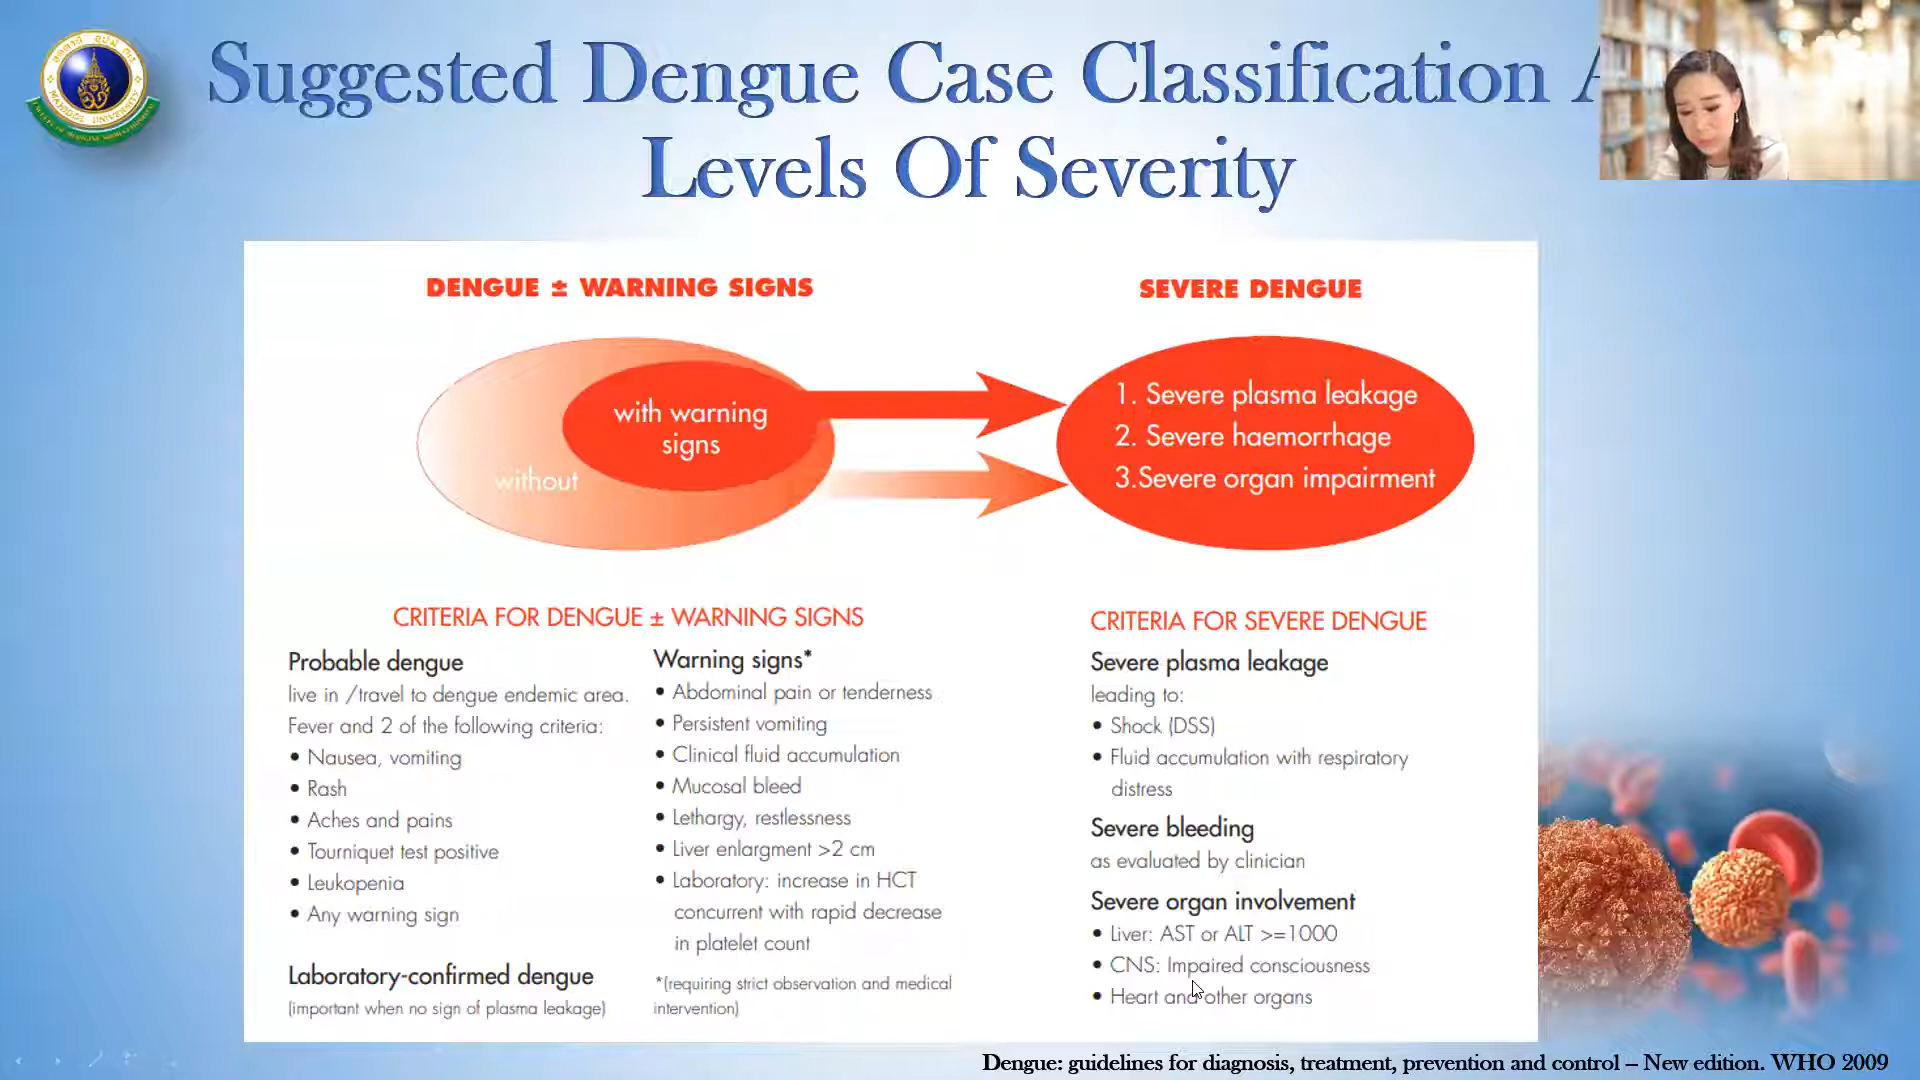 Suggested Dengue Case Classification A
Levels Of Severity
DENGUE ± WARNING SIGNS
SEVERE DENGUE
with warning
signs
without
1. Severe plasma leakage
2. Severe haemorrhage
3.Severe organ impairment
CRITERIA FOR DENGUE ± WARNING SIGNS
Probable dengue
live in /travel to dengue endemic area.
Fever and 2 of the following criteria:
• Nausea, vomiting
• Rash
• Aches and pains
• Tourniquet test positive
• Leukopenia
• Any warning sign
Laboratory-confirmed dengue
(important when no sign of plasma leakage)
Warning signs*
• Abdominal pain or tenderness
• Persistent vomiting
• Clinical fluid accumulation
• Mucosal bleed
• Lethargy, restlessness
• Liver enlargment >2 cm
• Laboratory: increase in HCT
concurrent with rapid decrease
in platelet count
*(requiring strict observation and medical
intervention)
CRITERIA FOR SEVERE DENGUE
Severe plasma leakage
leading to:
• Shock (DSS)
• Fluid accumulation with respiratory
distress
Severe bleeding
as evaluated by clinician
Severe organ involvement
• Liver: AST or ALT >=1000
• CNS: Impaired consciousness
• Heart and other organs
Dengue: guidelines for diagnosis, treatment, prevention and control – New edition. WHO 2009